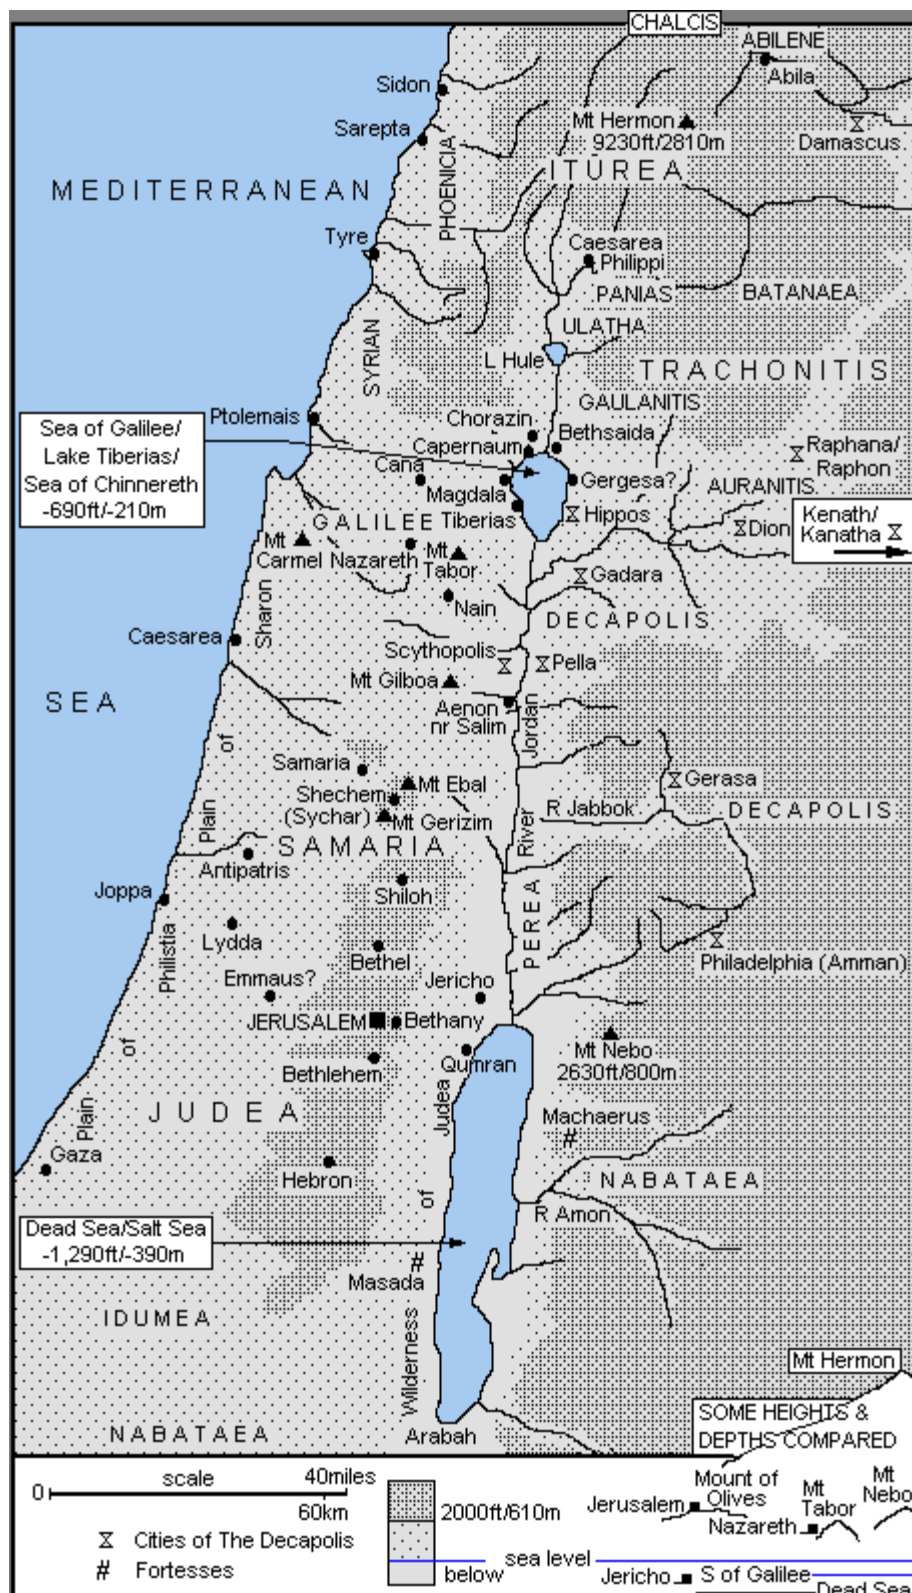 CHALCIS
ABILENE
Abila
Sidon
Mt Hermon
9230ft/2810m
Damascus
Sarepta
ITUREA
MEDITERRANEAN
PHOENICIA
Tyre
Caesarea
Philippi
PANIAS
BATANAEA
ULATHA
SYRIAN
L Hule
TRACHONITIS
GAULANITIS
Ptolemais
Chorazin
Bethsaida
Sea of Galilee/
Lake Tiberias/
Sea of Chinnereth
-690ft/-210m
Capernaum
Raphana/
Raphon
Cana
Magdala
Gergesa?
AURANITIS
Tiberias
Hippos
Dion
Kenath/
Kanatha
GALILEE
Mt
Carmel
Nazareth
Mt
Tabor
Gadara
Nain
DECAPOLIS
Sharon
Caesarea
Scythopolis
Pella
SEA
Mt Gilboa
Aenon
nr Salim
Jordan
of
Samaria
Mt Ebal
Gerasa
Shechem
(Sychar)
Mt Gerizim
R Jabbok
DECAPOLIS
Plain
SAMARIA
River
Antipatris
Joppa
Shiloh
PEREA
Philistia
Lydda
Bethel
Philadelphia (Amman)
Emmaus?
Jericho
JERUSALEM
Bethany
of
Mt Nebo
2630ft/800m
Bethlehem
Qumran
JUDEA
Judea
Plain
Machaerus
#
Gaza
Hebron
NABATAEA
of
R Arnon
Dead Sea/Salt Sea
-1,290ft/-390m
#
Masada
IDUMEA
Wilderness
Mt Hermon
NABATAEA
Arabah
SOME HEIGHTS &
DEPTHS COMPARED
scale
0
40miles
60km
Cities of The Decapolis
# Fortesses
2000ft/610m
below
Jerusalem
Mount of
Olives
Nazareth
Mt
Tabor
Mt
Nebo
sea level
Jericho
S of Galilee
Dead Sea